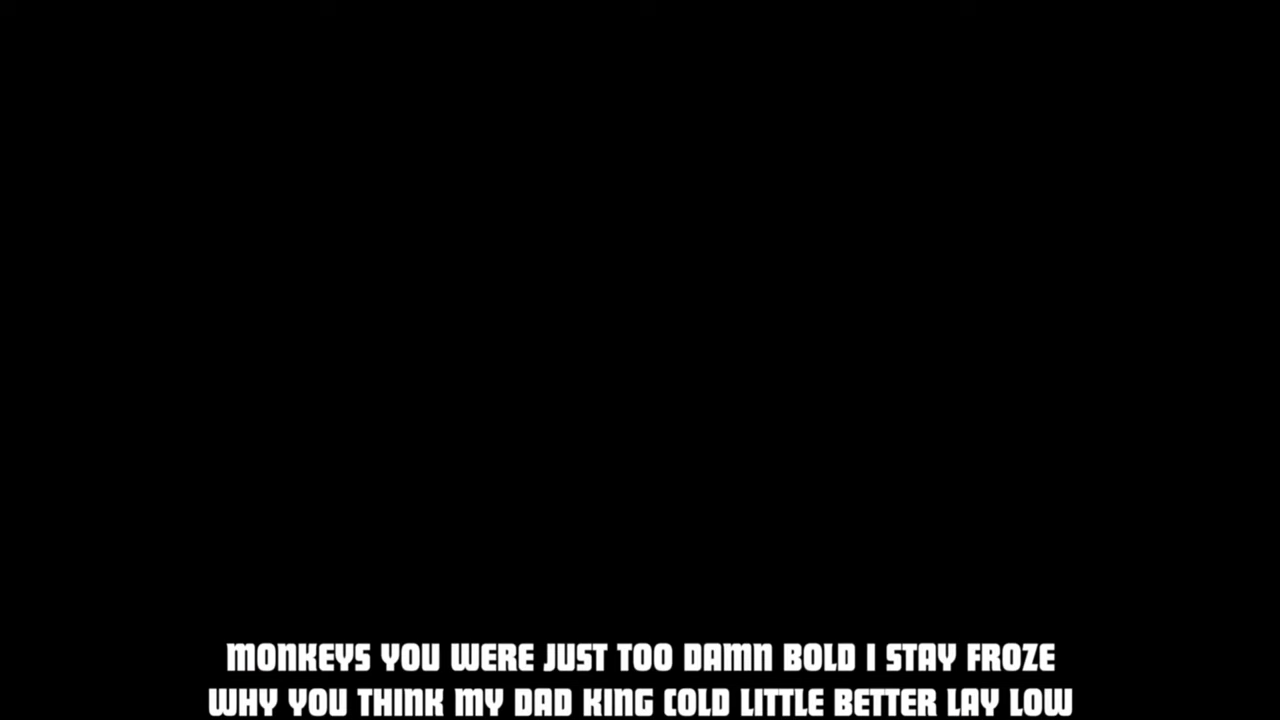 MONKEYS YOU WERE JUST TOO DAMN BOLD I STAY FROZE
WHY YOU THINK MY DAD KING COLD LITTLE BETTER LAY LOW